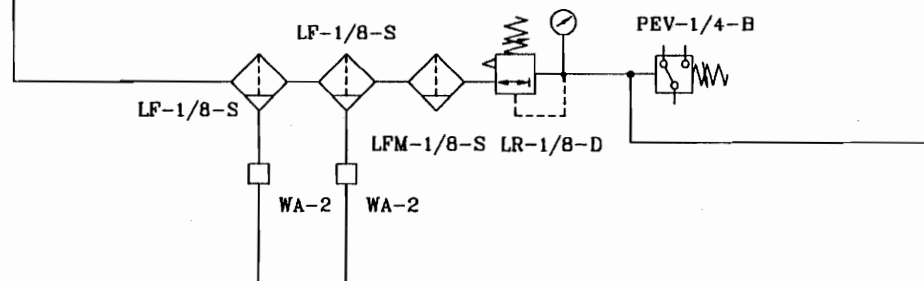 LF-1/8-S
PEV-1/4-B
LF-1/8-S
LFM-1/8-S
LR-1/8-D
WA-2
WA-2